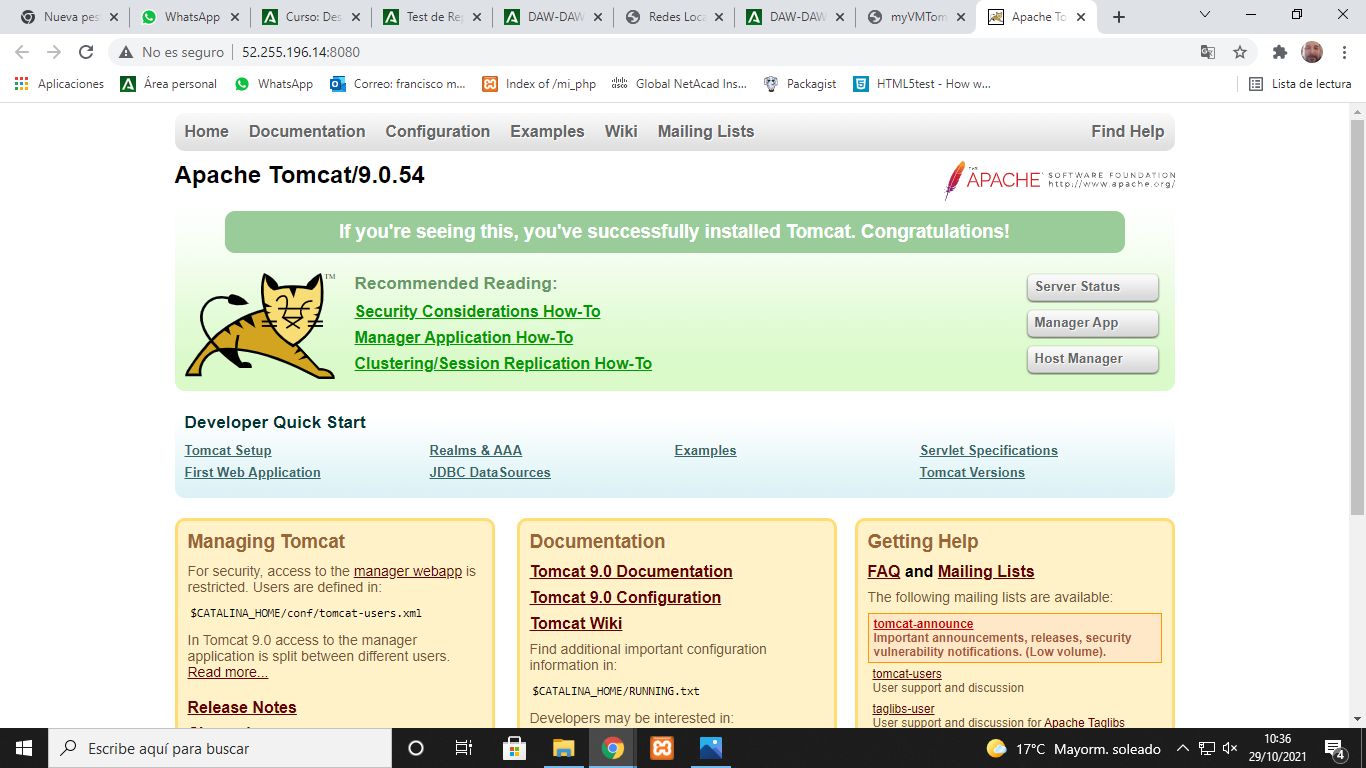 Nueva pes
WhatsApp
Curso: Des
Test de Rep
DAW-DAW
Redes Loca
DAW-DAW
myVMTom
Apache To
No es seguro
52.255.196.14:8080
Aplicaciones
Área personal
WhatsApp
Correo: francisco m...
Index of /mi_php
Global NetAcad Ins...
Packagist
HTML5test - How w...
Lista de lectura
Home Documentation Configuration Examples Wiki Mailing Lists Find Help
Apache Tomcat/9.0.54
THE APACHE SOFTWARE FOUNDATION
http://www.apache.org/
If you're seeing this, you've successfully installed Tomcat. Congratulations!
TM
Recommended Reading:
Security Considerations How-To
Manager Application How-To
Clustering/Session Replication How-To
Server Status
Manager App
Host Manager
Developer Quick Start
Tomcat Setup
First Web Application
Realms & AAA
JDBC DataSources
Examples
Servlet Specifications
Tomcat Versions
Managing Tomcat
For security, access to the manager webapp is
restricted. Users are defined in:
$CATALINA_HOME/conf/tomcat-users.xml
In Tomcat 9.0 access to the manager
application is split between different users.
Read more...
Release Notes
Documentation
Tomcat 9.0 Documentation
Tomcat 9.0 Configuration
Tomcat Wiki
Find additional important configuration
information in:
$CATALINA_HOME/RUNNING.txt
Developers may be interested in:
Getting Help
FAQ and Mailing Lists
The following mailing lists are available:
tomcat-announce
Important announcements, releases, security
vulnerability notifications. (Low volume).
tomcat-users
User support and discussion
taglibs-user
User support and discussion for Apache Taglibs
Escribe aquí para buscar
17°C Mayorm. soleado
10:36
29/10/2021
4